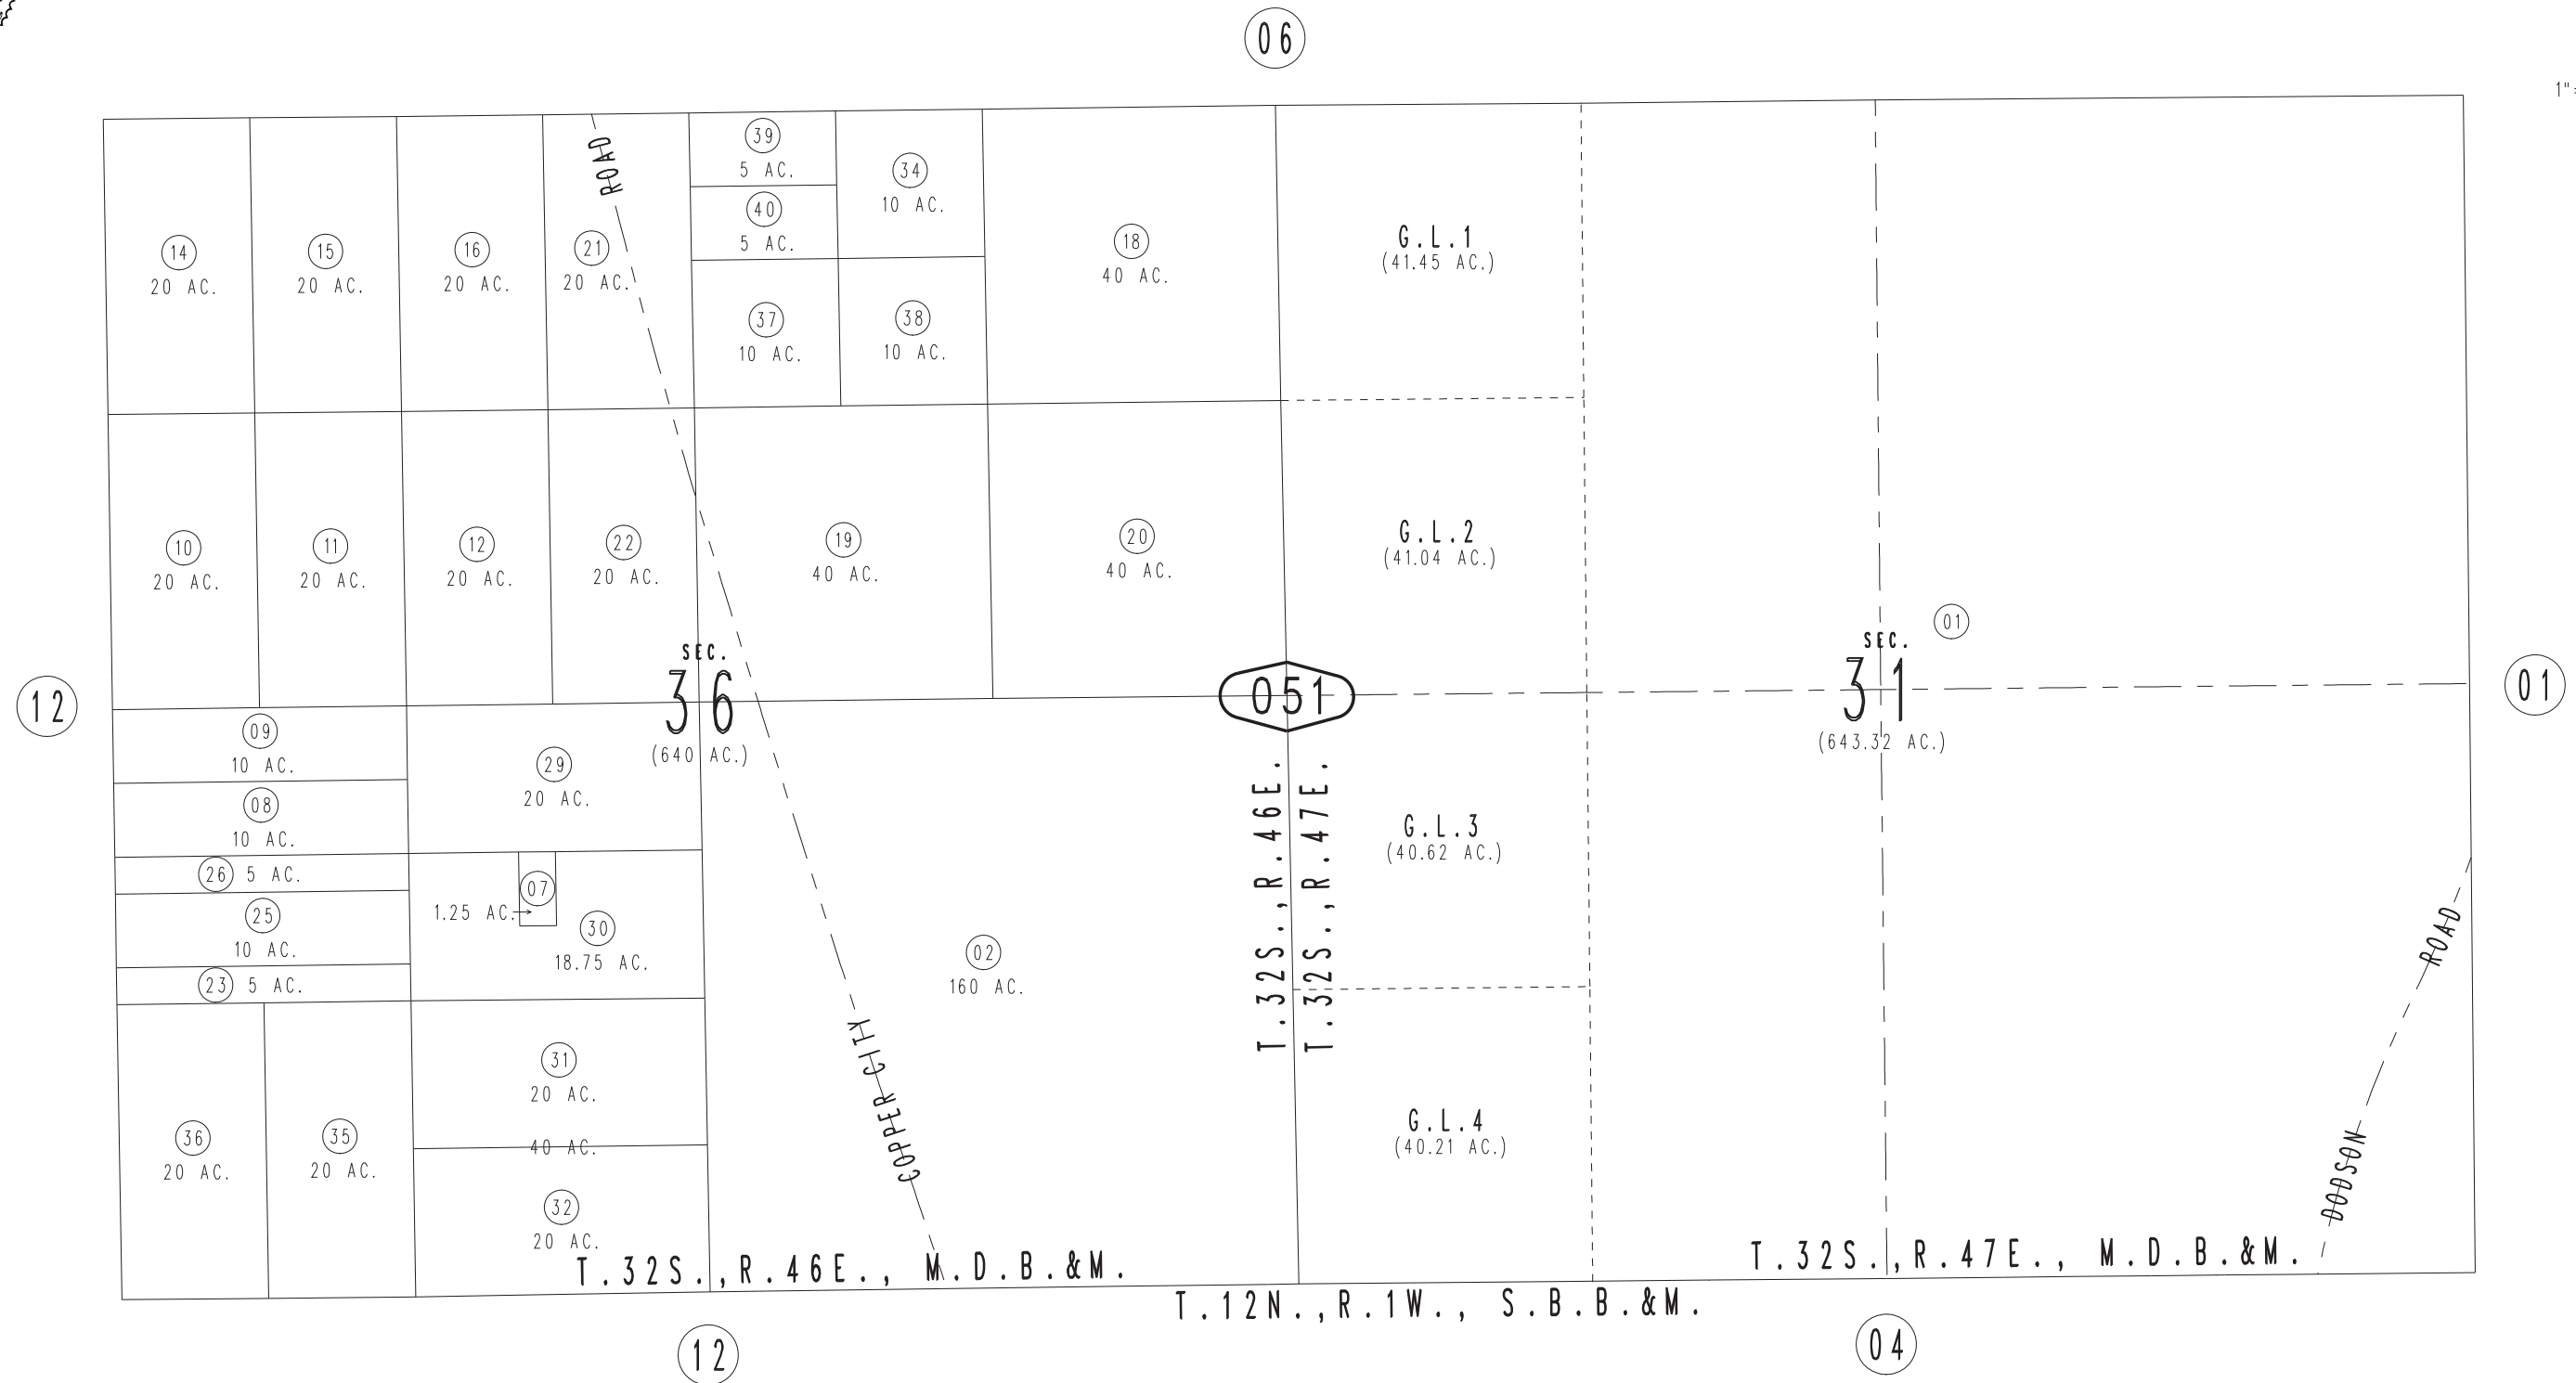 06
1"=
ROAD
39
5 AC.
34
10 AC.
40
5 AC.
14
20 AC.
15
20 AC.
16
20 AC.
21
20 AC.
18
40 AC.
G.L.1
(41.45 AC.)
37
10 AC.
38
10 AC.
10
20 AC.
11
20 AC.
12
20 AC.
22
20 AC.
19
40 AC.
20
40 AC.
G.L.2
(41.04 AC.)
01
SEC.
36
(640 AC.)
051
SEC.
31
(643.32 AC.)
12
01
09
10 AC.
08
10 AC.
29
20 AC.
26 5 AC.
25
10 AC.
23 5 AC.
07
1.25 AC.
30
18.75 AC.
02
160 AC.
T.32S.,R.46E.
T.32S.,R.47E.
G.L.3
(40.62 AC.)
ROAD
DODSON
COPPER CITY
31
20 AC.
40 AC.
36
20 AC.
35
20 AC.
32
20 AC.
G.L.4
(40.21 AC.)
T.32S.,R.46E., M.D.B.&M.
T.32S.,R.47E., M.D.B.&M.
T.12N.,R.1W., S.B.B.&M.
12
04